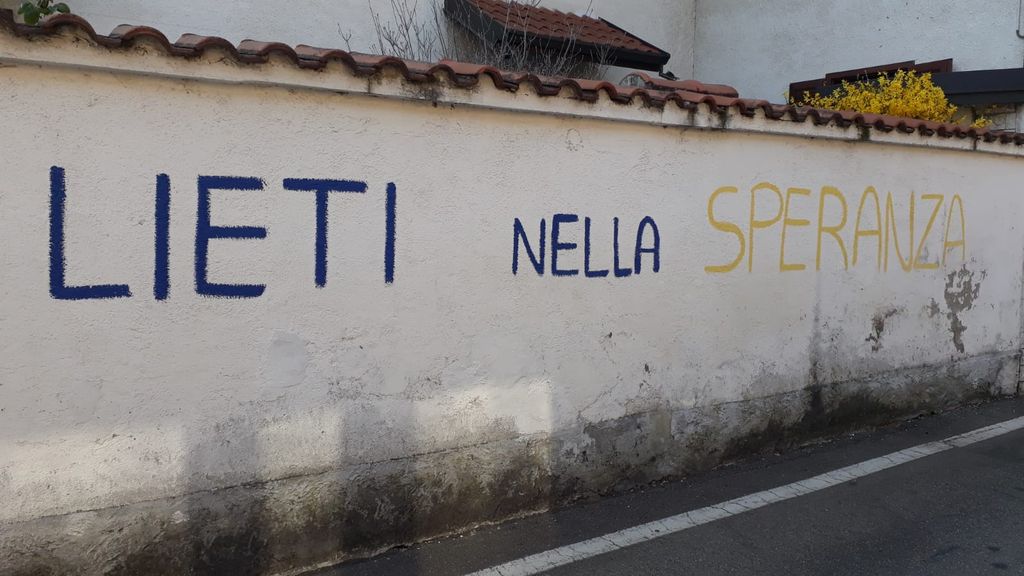 LIETI NELLA SPERANZA